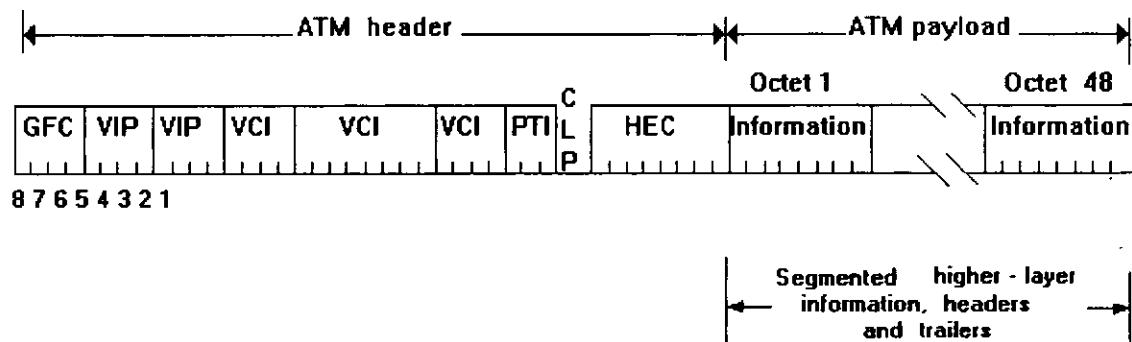 ATM header
ATM payload
Octet 1
Octet 48
GFC VIP VIP VCI VCI VCI PTI CLP HEC Information Information
8 7 6 5 4 3 2 1
Segmented higher - layer
information, headers
and trailers